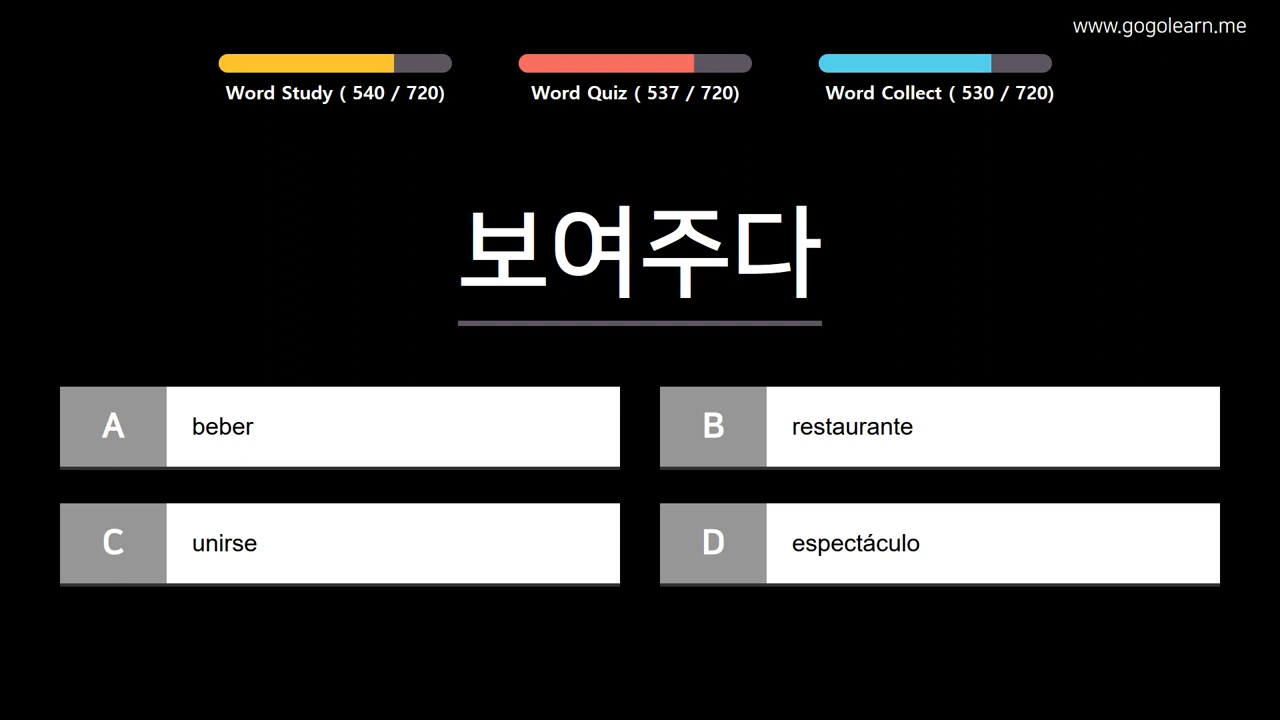 www.gogolearn.me
Word Study ( 540 / 720)
Word Quiz ( 537 / 720)
Word Collect ( 530 / 720)
보여주다
A
beber
B
restaurante
C
unirse
D
espectáculo